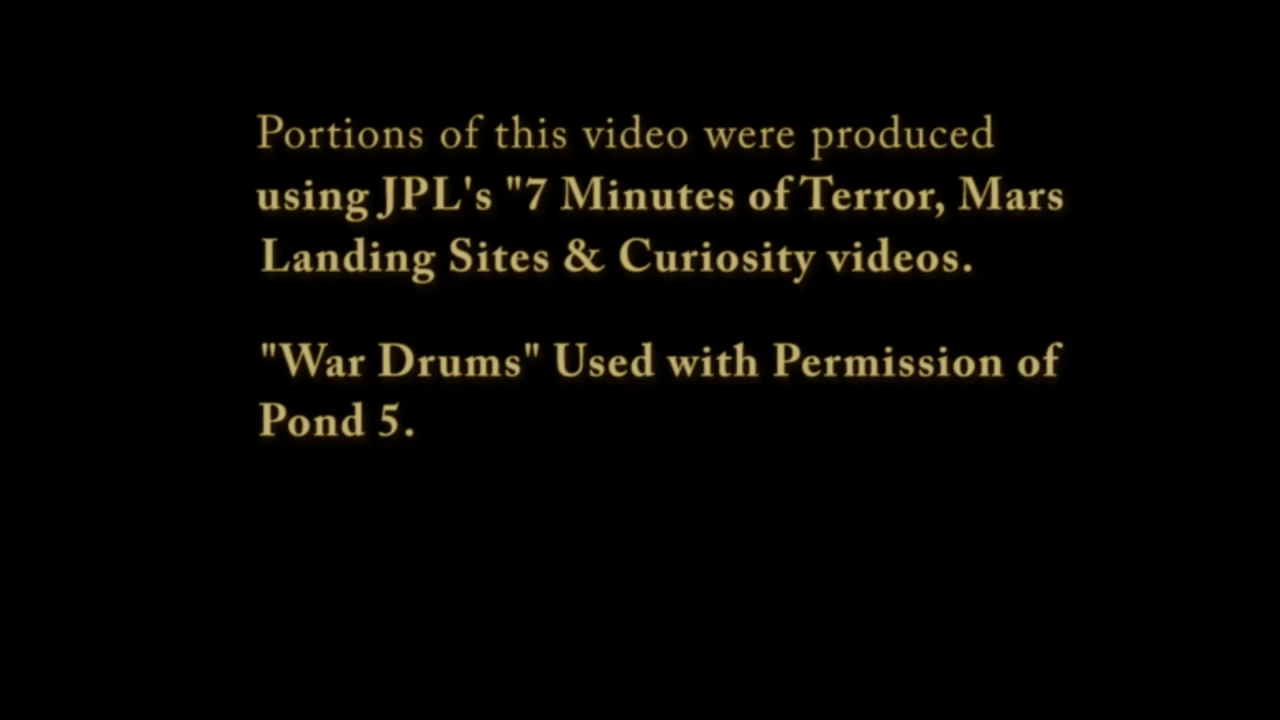 Portions of this video were produced
using JPL's "7 Minutes of Terror, Mars
Landing Sites & Curiosity videos.
"War Drums" Used with Permission of
Pond 5.